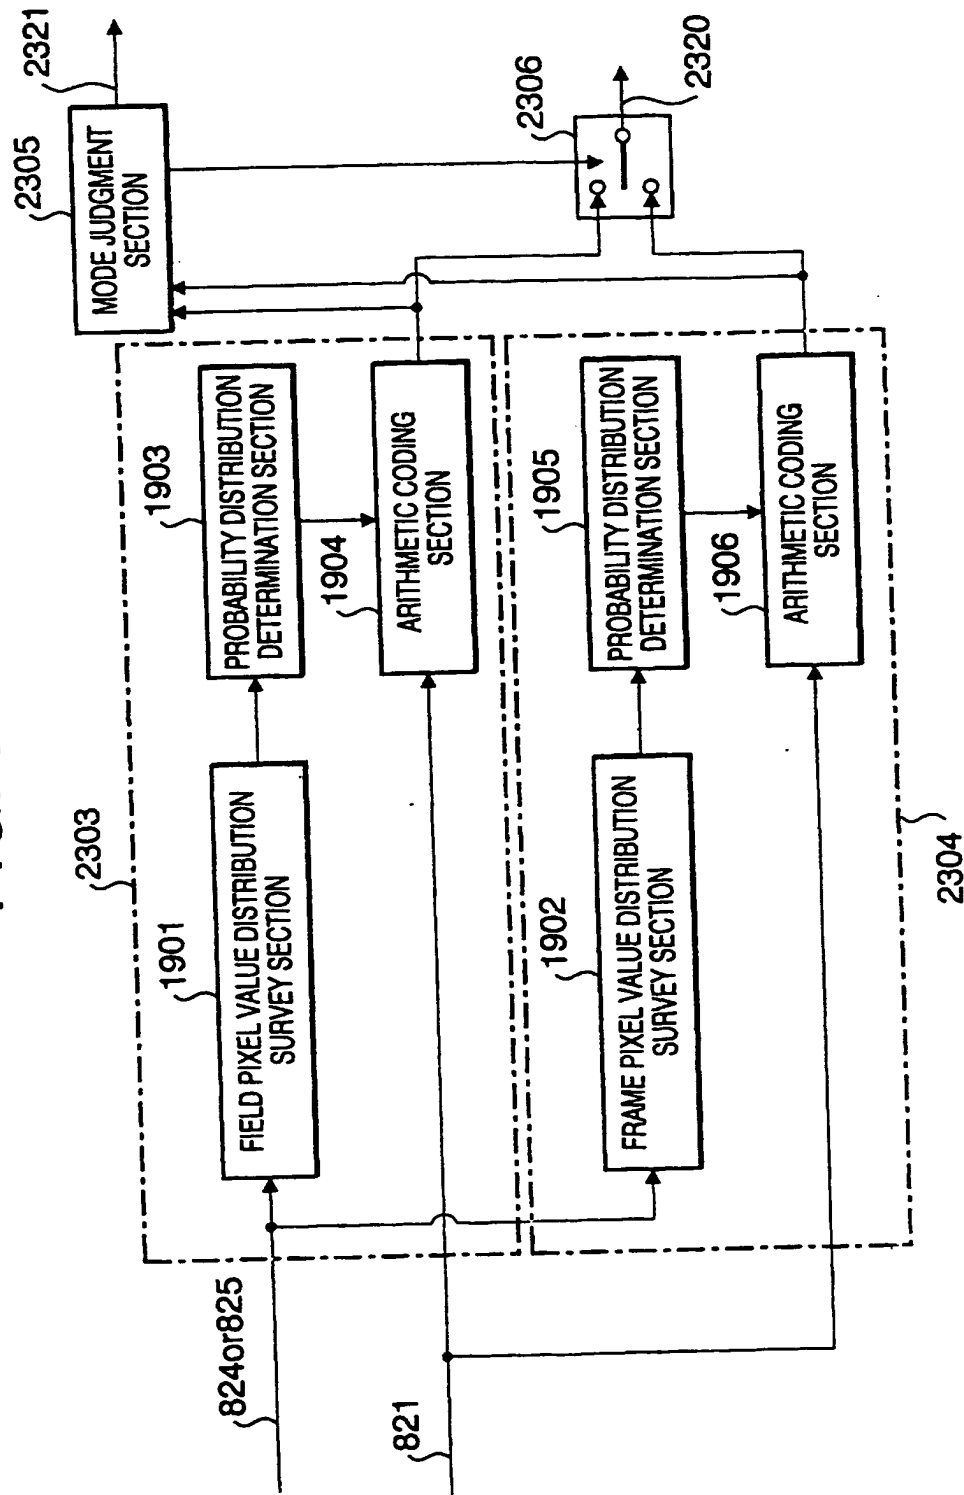 2321
2305
MODE JUDGMENT
SECTION
2306
2320
2303
1903
PROBABILITY DISTRIBUTION
DETERMINATION SECTION
1904
ARITHMETIC CODING
SECTION
1901
FIELD PIXEL VALUE DISTRIBUTION
SURVEY SECTION
1905
PROBABILITY DISTRIBUTION
DETERMINATION SECTION
1906
ARITHMETIC CODING
SECTION
1902
FRAME PIXEL VALUE DISTRIBUTION
SURVEY SECTION
2304
824or825
821